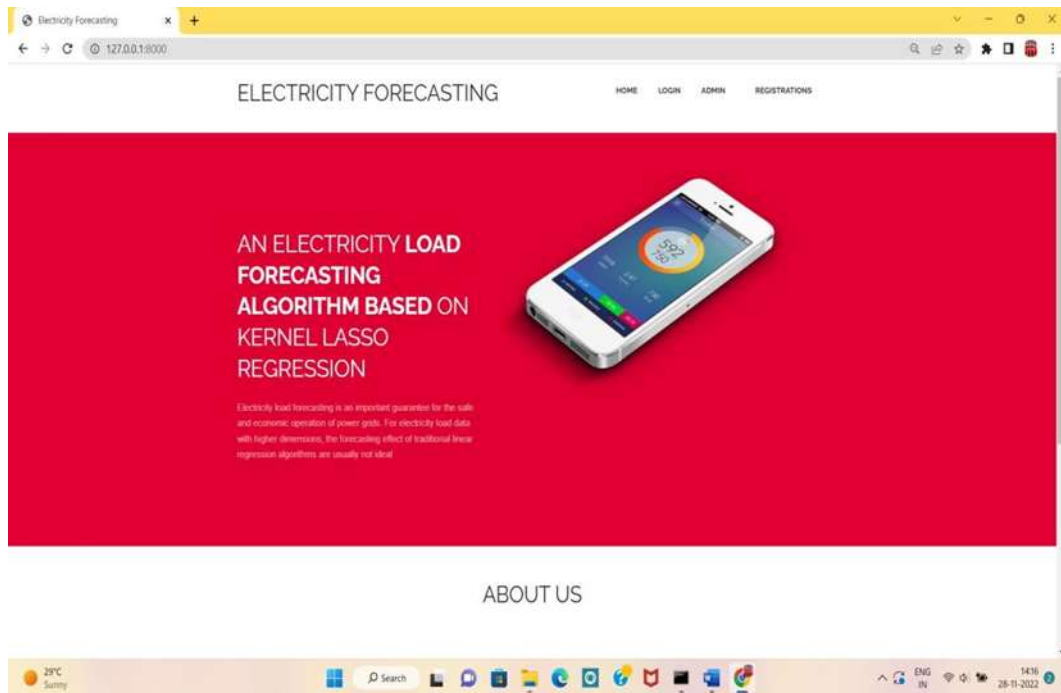 Electricity Forecasting
127.0.0.1:8000
ELECTRICITY FORECASTING
HOME LOGIN ADMIN REGISTRATIONS
AN ELECTRICITY LOAD
FORECASTING
ALGORITHM BASED ON
KERNEL LASSO
REGRESSION
Electricity load forecasting is an important guarantee for the safe
and economic operation of power grids. For electricity load data
with higher dimensions, the forecasting effect of traditional linear
regression algorithms are usually not ideal
592
750
ABOUT US
29°C
Sunny
Search
ENG
IN
14:16
28-11-2022